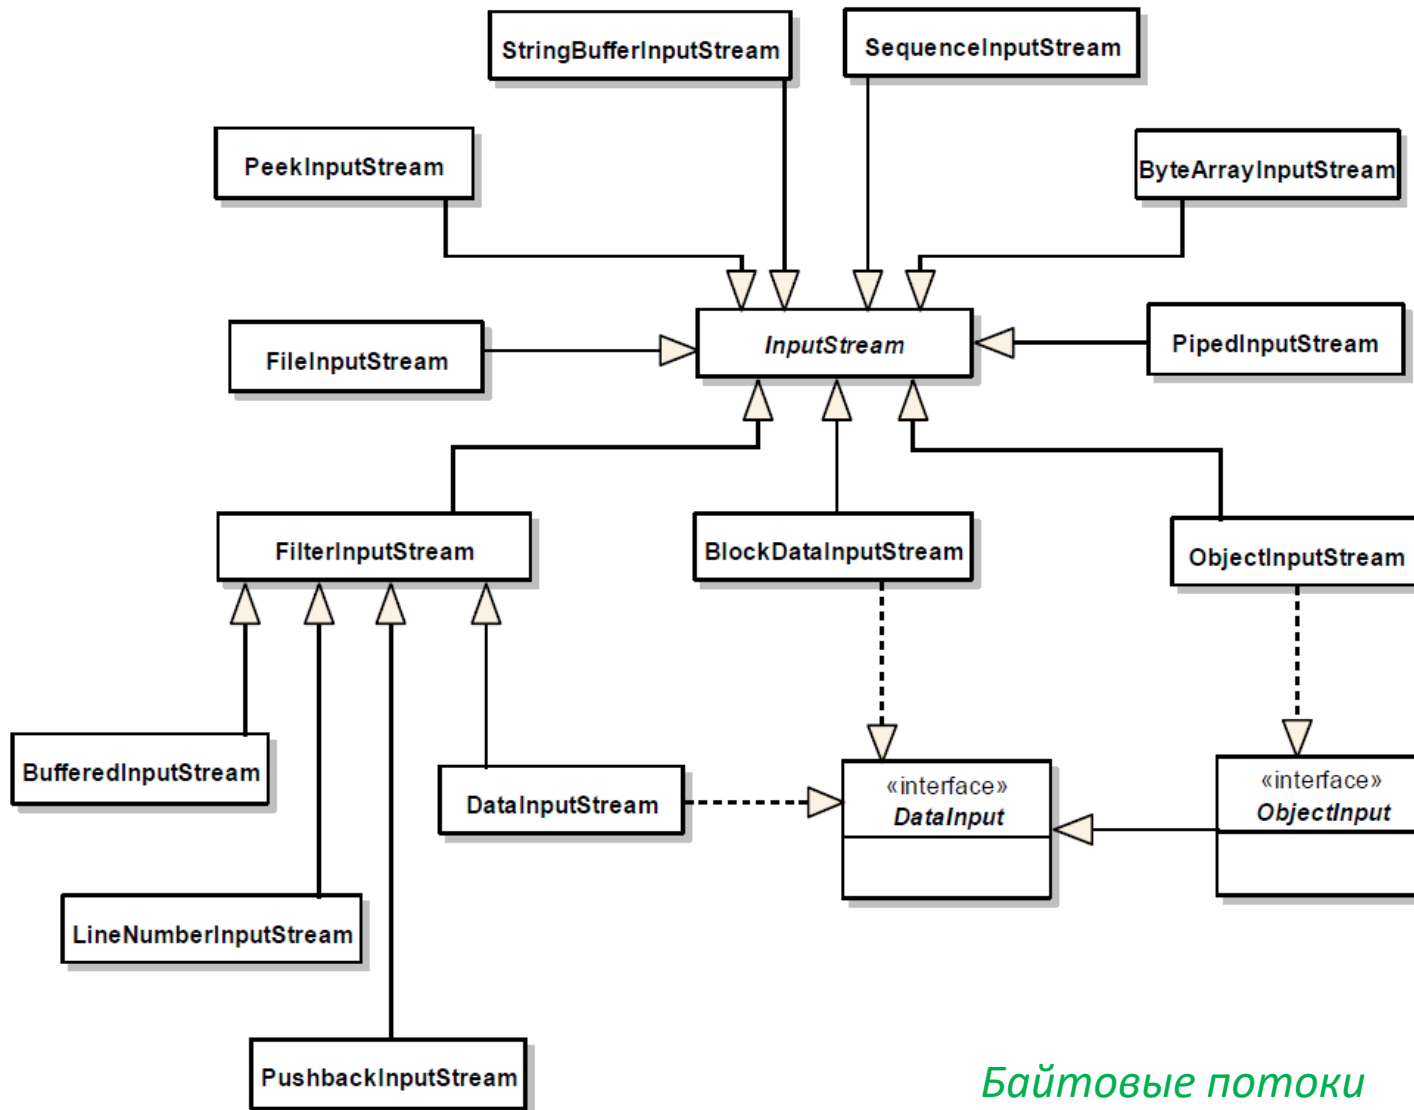 StringBufferInputStream
SequenceInputStream
PeekInputStream
ByteArrayInputStream
FileInputStream
InputStream
PipedInputStream
FilterInputStream
BlockDataInputStream
ObjectInputStream
BufferedInputStream
DataInputStream
«interface»
DataInput
«interface»
ObjectInput
LineNumberInputStream
PushbackInputStream
Байтовые потоки